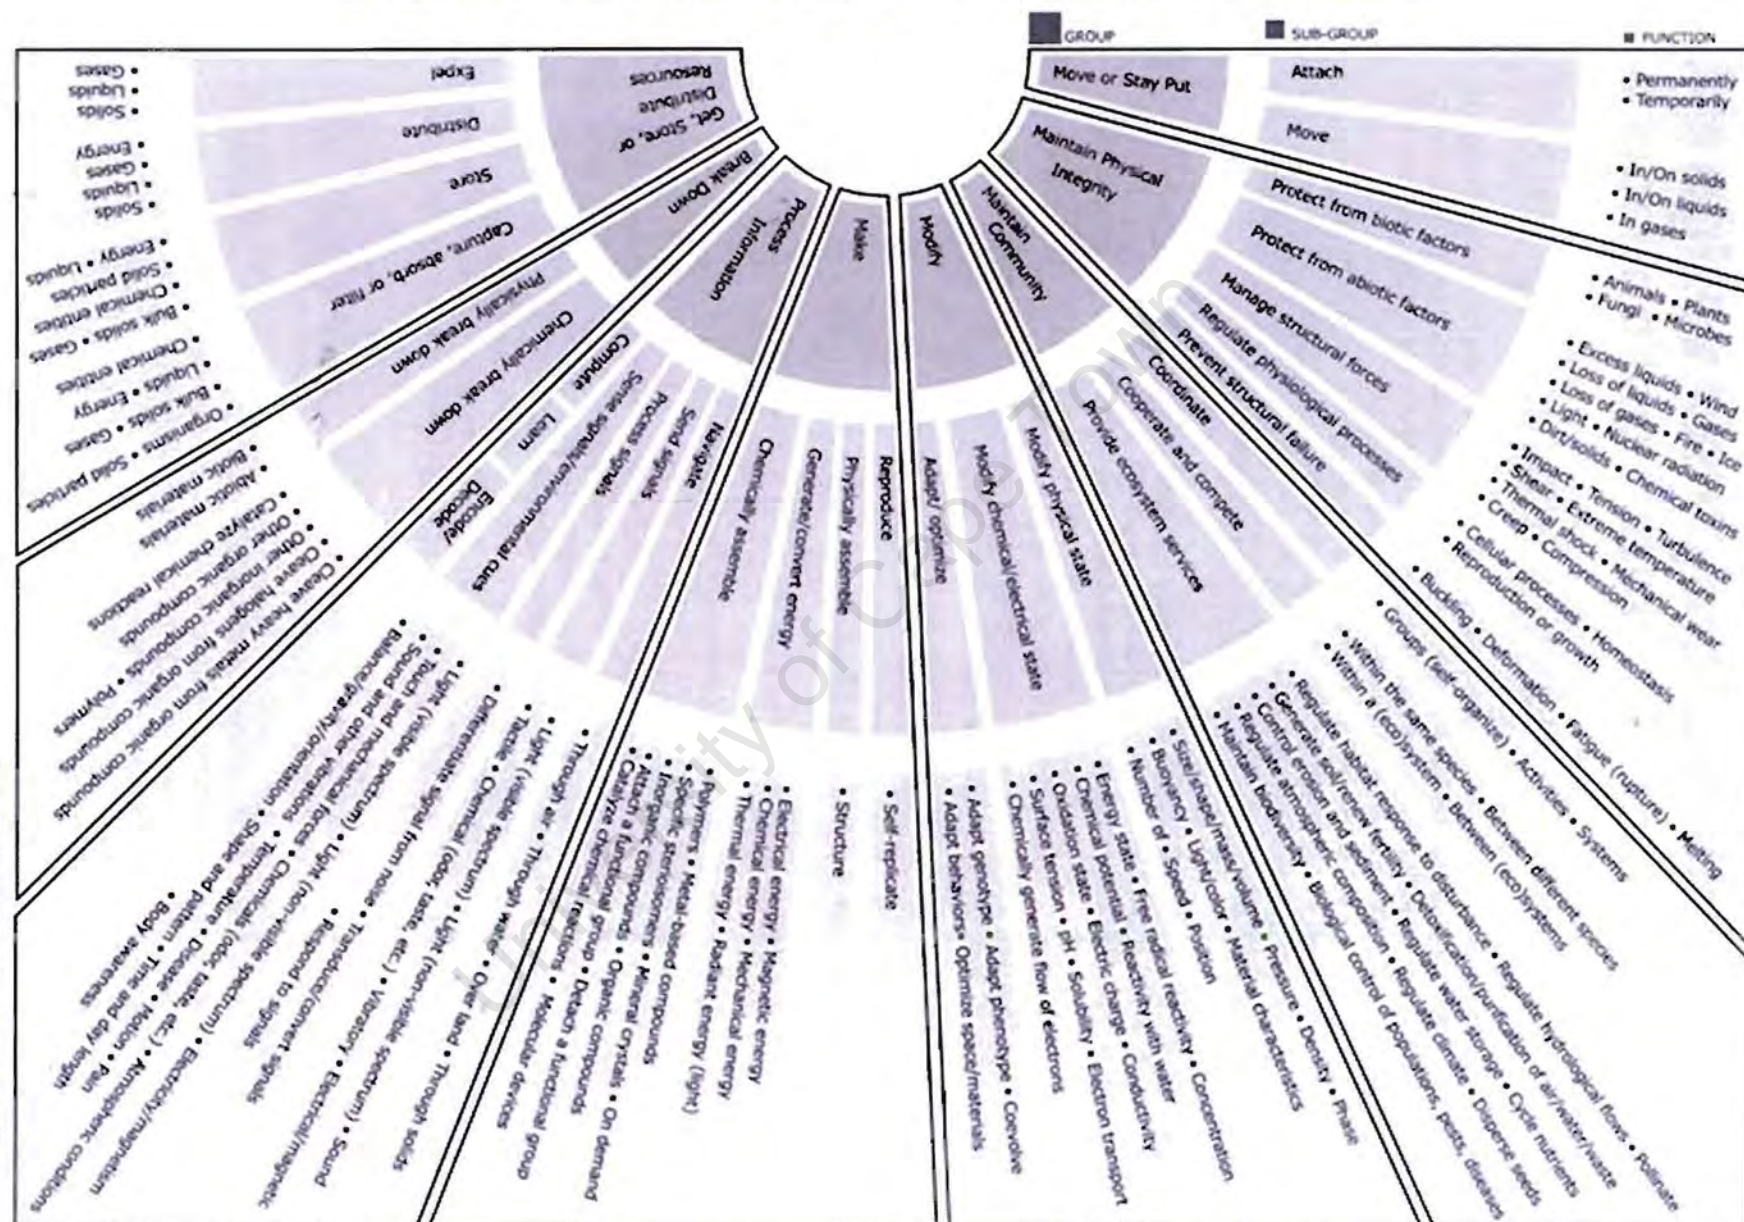 GROUP
SUB-GROUP
FUNCTION
Move or Stay Put
Attach
• Permanently
• Temporarily
Move
• In/On solids
• In/On liquids
• In gases
Maintain Physical
Integrity
Protect from biotic factors
• Animals • Plants
• Fungi • Microbes
Protect from abiotic factors
• Excess liquids • Wind
• Loss of liquids • Gases
• Loss of gases • Fire • Ice
• Light • Nuclear radiation
• Dirt/solids • Chemical toxins
Manage structural forces
• Impact • Tension • Turbulence
• Shear • Extreme temperature
• Thermal shock • Mechanical wear
• Creep • Compression
Regulate physiological processes
• Cellular processes • Homeostasis
• Reproduction or growth
Prevent structural failure
• Buckling • Deformation • Fatigue (rupture) • Melting
Maintain
Community
Coordinate
• Groups (self-organize) • Activities • Systems
Cooperate and compete
• Within the same species • Between different species
• Within a (eco)system • Between (eco)systems
Provide ecosystem services
• Regulate habitat response to disturbance • Regulate hydrological flows • Pollinate
• Generate soil/renew fertility • Detoxification/purification of air/water/waste
• Control erosion and sediment • Regulate water storage • Cycle nutrients
• Regulate atmospheric composition • Regulate climate • Disperse seeds
• Maintain biodiversity • Biological control of populations, pests, diseases
Modify
Modify physical state
• Size/shape/mass/volume • Pressure • Density • Phase
• Buoyancy • Light/color • Material characteristics
• Number of • Speed • Position
Modify chemical/electrical state
• Energy state • Free radical reactivity • Concentration
• Chemical potential • Reactivity with water
• Oxidation state • Electric charge • Conductivity
• Surface tension • pH • Solubility • Electron transport
• Chemically generate flow of electrons
Adapt/ optimize
• Adapt genotype • Adapt phenotype • Coevolve
• Adapt behaviors • Optimize space/materials
Make
Reproduce
• Self-replicate
Physically assemble
• Structure
Generate/convert energy
• Electrical energy • Magnetic energy
• Chemical energy • Mechanical energy
• Thermal energy • Radiant energy (light)
Chemically assemble
• Polymers • Metal-based compounds
• Specific stereoisomers • Mineral crystals • On demand
• Inorganic compounds • Organic compounds
• Attach a functional group • Detach a functional group
• Catalyze chemical reactions • Molecular devices
Process
Information
Navigate
• Through air • Through water • Over land • Through solids
Send signals
• Light (visible spectrum) • Light (non-visible spectrum) • Sound
• Tactile • Chemical (odor, taste, etc.) • Vibratory • Electrical/magnetic
Process signals
• Differentiate signal from noise • Transduce/convert signals
• Respond to signals
Sense signals/environmental cues
• Light (visible spectrum) • Light (non-visible spectrum) • Electricity/magnetism
• Touch and mechanical forces • Chemicals (odor, taste, etc.) • Atmospheric conditions
• Sound and other vibrations • Temperature • Disease • Motion • Pain
• Balance/gravity/orientation • Shape and pattern • Time and day length
• Body awareness
Compute
Learn
Encode/
Decode
Break Down
Chemically break down
• Cleave heavy metals from organic compounds
• Cleave halogens from organic compounds
• Other inorganic compounds • Polymers
• Other organic compounds
• Catalyze chemical reactions
Physically break down
• Abiotic materials
• Biotic materials
Get, Store, or
Distribute
Resources
Capture, absorb, or filter
• Organisms • Solid particles
• Bulk solids • Gases
• Liquids • Energy
• Chemical entities
Store
• Bulk solids • Gases
• Chemical entities
• Solid particles
• Energy • Liquids
Distribute
• Solids
• Liquids
• Gases
• Energy
Expel
• Solids
• Liquids
• Gases
University of Cape Town